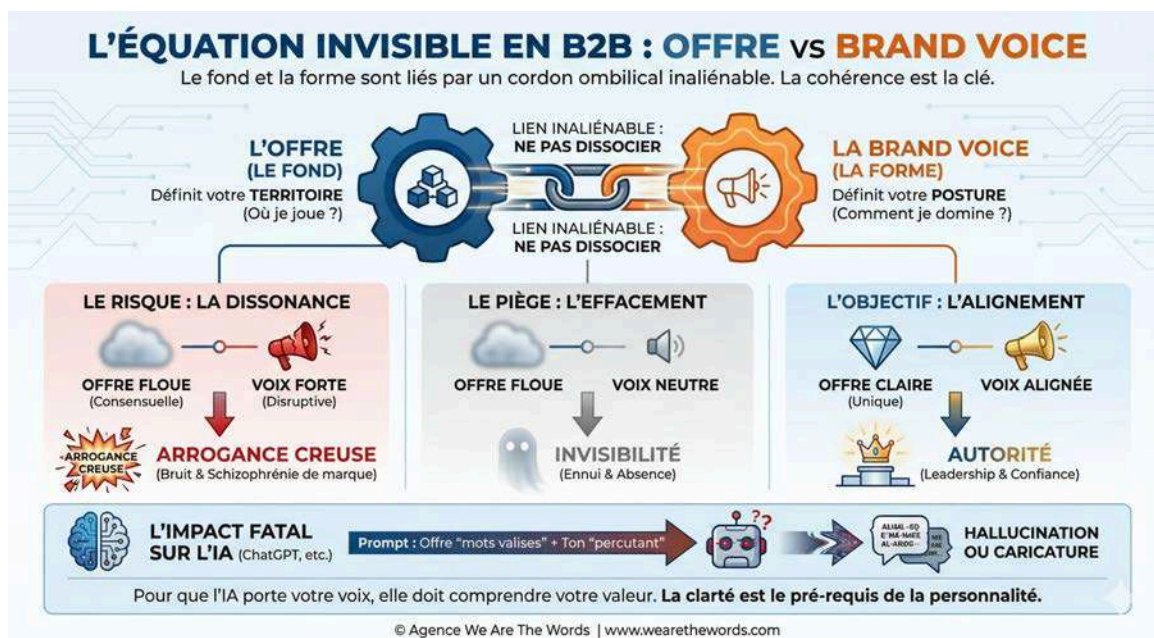 L'ÉQUATION INVISIBLE EN B2B : OFFRE vs BRAND VOICE
Le fond et la forme sont liés par un cordon ombilical inaliénable. La cohérence est la clé.
L'OFFRE
(LE FOND)
Définit votre TERRITOIRE
(Où je joue ?)
LIEN INALIÉNABLE :
NE PAS DISSOCIER
LIEN INALIÉNABLE :
NE PAS DISSOCIER
LA BRAND VOICE
(LA FORME)
Définit votre POSTURE
(Comment je domine ?)
LE RISQUE : LA DISSONANCE
OFFRE FLOUE
(Consensuelle)
VOIX FORTE
(Disruptive)
ARROGANCE
CREUSE
ARROGANCE CREUSE
(Bruit & Schizophrénie de marque)
LE PIÈGE : L'EFFACEMENT
OFFRE FLOUE
VOIX NEUTRE
INVISIBILITÉ
(Ennui & Absence)
L'OBJECTIF : L'ALIGNEMENT
OFFRE CLAIRE
(Unique)
VOIX ALIGNÉE
AUTORITÉ
(Leadership & Confiance)
L'IMPACT FATAL
SUR L'IA (ChatGPT, etc.)
Prompt : Offre "mots valises" + Ton "percutant"
??
HALLUCINATION
OU CARICATURE
Pour que l'IA porte votre voix, elle doit comprendre votre valeur. La clarté est le pré-requis de la personnalité.
© Agence We Are The Words | www.wearethewords.com